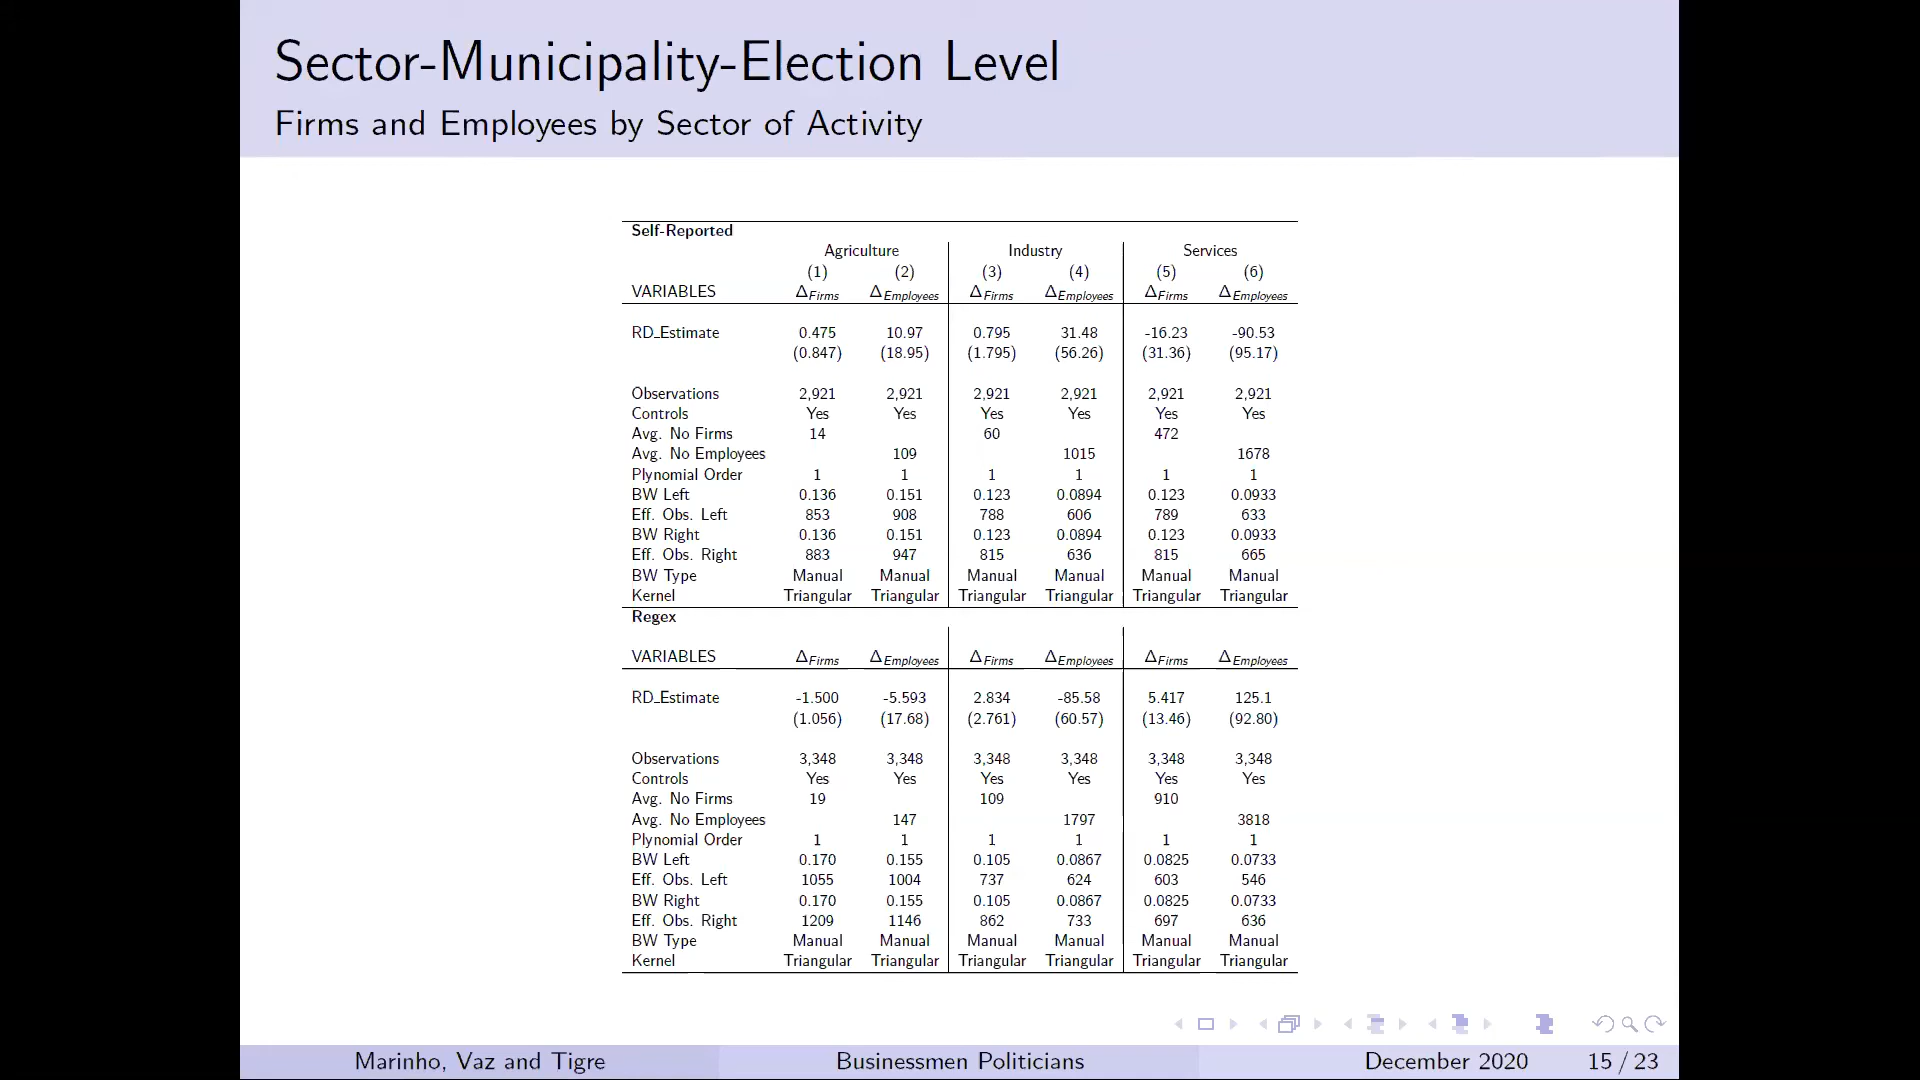 Sector-Municipality-Election Level
Firms and Employees by Sector of Activity
Self-Reported
Agriculture Industry Services
(1) (2) (3) (4) (5) (6)
VARIABLES ΔFirms ΔEmployees ΔFirms ΔEmployees ΔFirms ΔEmployees
RD_Estimate 0.475 10.97 0.795 31.48 -16.23 -90.53
(0.847) (18.95) (1.795) (56.26) (31.36) (95.17)
Observations 2,921 2,921 2,921 2,921 2,921 2,921
Controls Yes Yes Yes Yes Yes Yes
Avg. No Firms 14 60 472
Avg. No Employees 109 1015 1678
Plynomial Order 1 1 1 1 1 1
BW Left 0.136 0.151 0.123 0.0894 0.123 0.0933
Eff. Obs. Left 853 908 788 606 789 633
BW Right 0.136 0.151 0.123 0.0894 0.123 0.0933
Eff. Obs. Right 883 947 815 636 815 665
BW Type Manual Manual Manual Manual Manual Manual
Kernel Triangular Triangular Triangular Triangular Triangular Triangular
Regex
VARIABLES ΔFirms ΔEmployees ΔFirms ΔEmployees ΔFirms ΔEmployees
RD_Estimate -1.500 -5.593 2.834 -85.58 5.417 125.1
(1.056) (17.68) (2.761) (60.57) (13.46) (92.80)
Observations 3,348 3,348 3,348 3,348 3,348 3,348
Controls Yes Yes Yes Yes Yes Yes
Avg. No Firms 19 109 910
Avg. No Employees 147 1797 3818
Plynomial Order 1 1 1 1 1 1
BW Left 0.170 0.155 0.105 0.0867 0.0825 0.0733
Eff. Obs. Left 1055 1004 737 624 603 546
BW Right 0.170 0.155 0.105 0.0867 0.0825 0.0733
Eff. Obs. Right 1209 1146 862 733 697 636
BW Type Manual Manual Manual Manual Manual Manual
Kernel Triangular Triangular Triangular Triangular Triangular Triangular
Marinho, Vaz and Tigre Businessmen Politicians December 2020 15 / 23